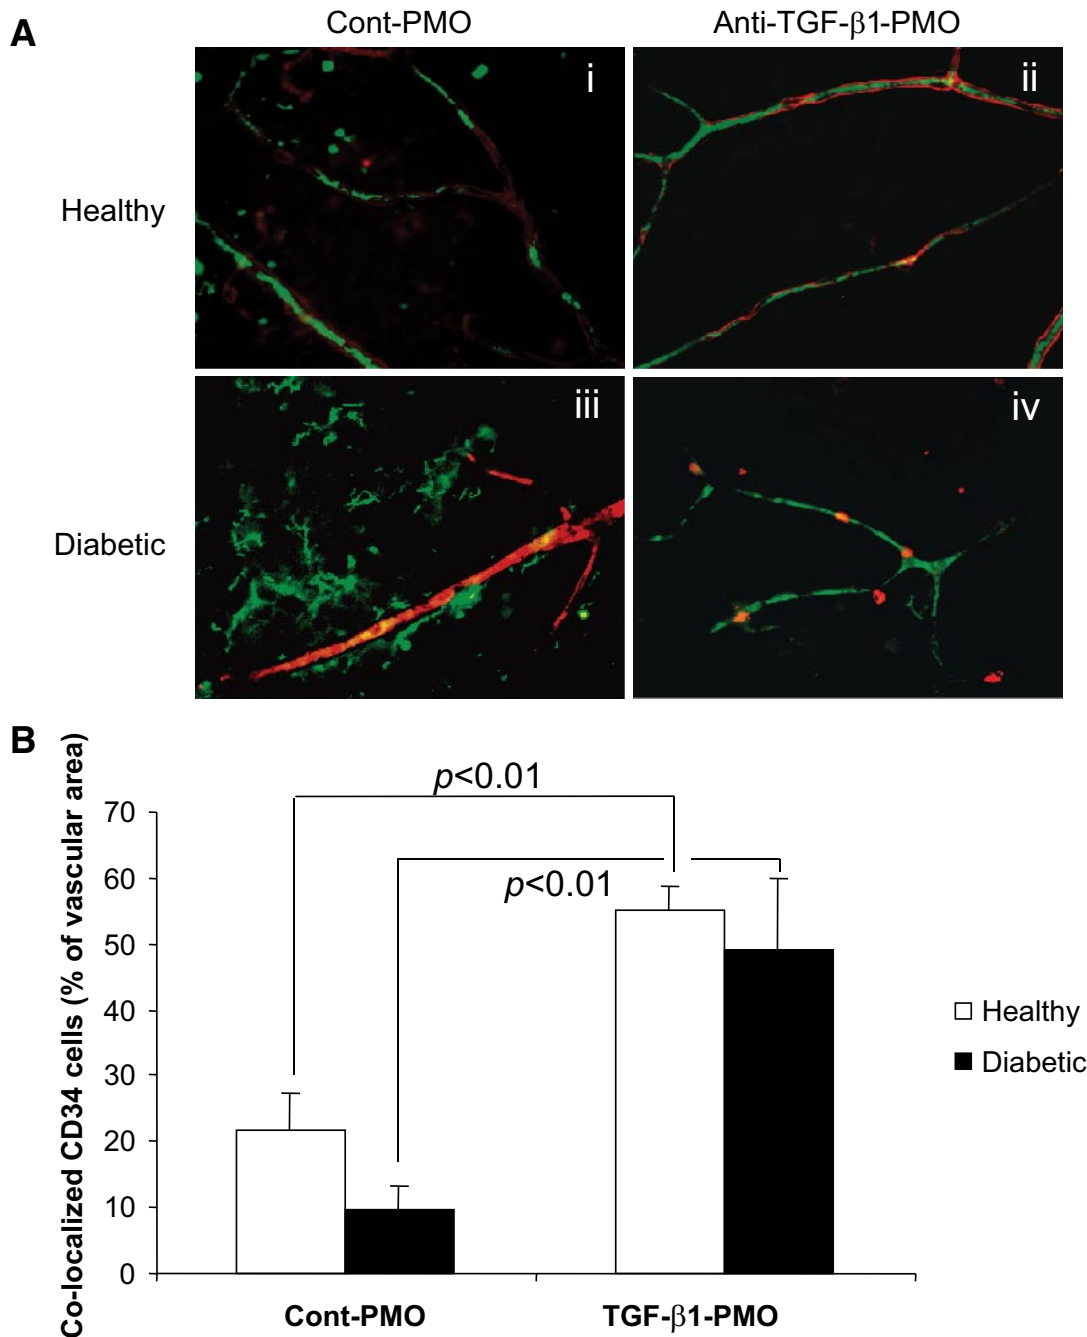 A
Cont-PMO
Anti-TGF-β1-PMO
Healthy
i
ii
Diabetic
iii
iv
B
Co-localized CD34 cells (% of vascular area)
70
60
50
40
30
20
10
0
p<0.01
p<0.01
Healthy
Diabetic
Cont-PMO
TGF-β1-PMO